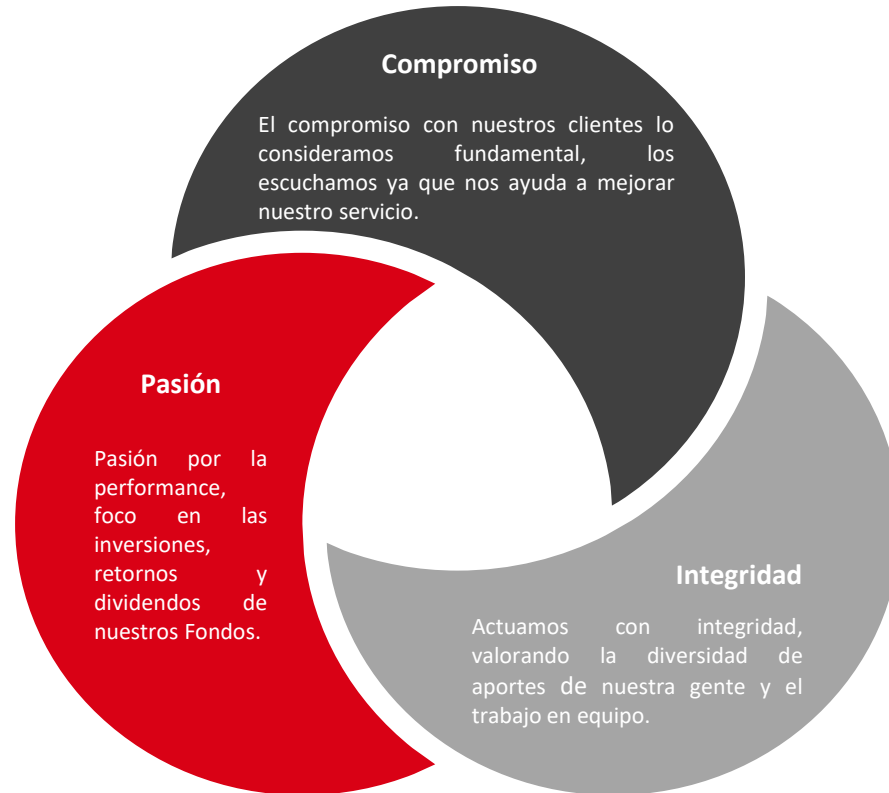 Compromiso
El compromiso con nuestros clientes lo
consideramos fundamental, los
escuchamos ya que nos ayuda a mejorar
nuestro servicio.
Pasión
Pasión por la
performance,
foco en las
inversiones,
retornos y
dividendos de
nuestros Fondos.
Integridad
Actuamos con integridad,
valorando la diversidad de
aportes de nuestra gente y el
trabajo en equipo.